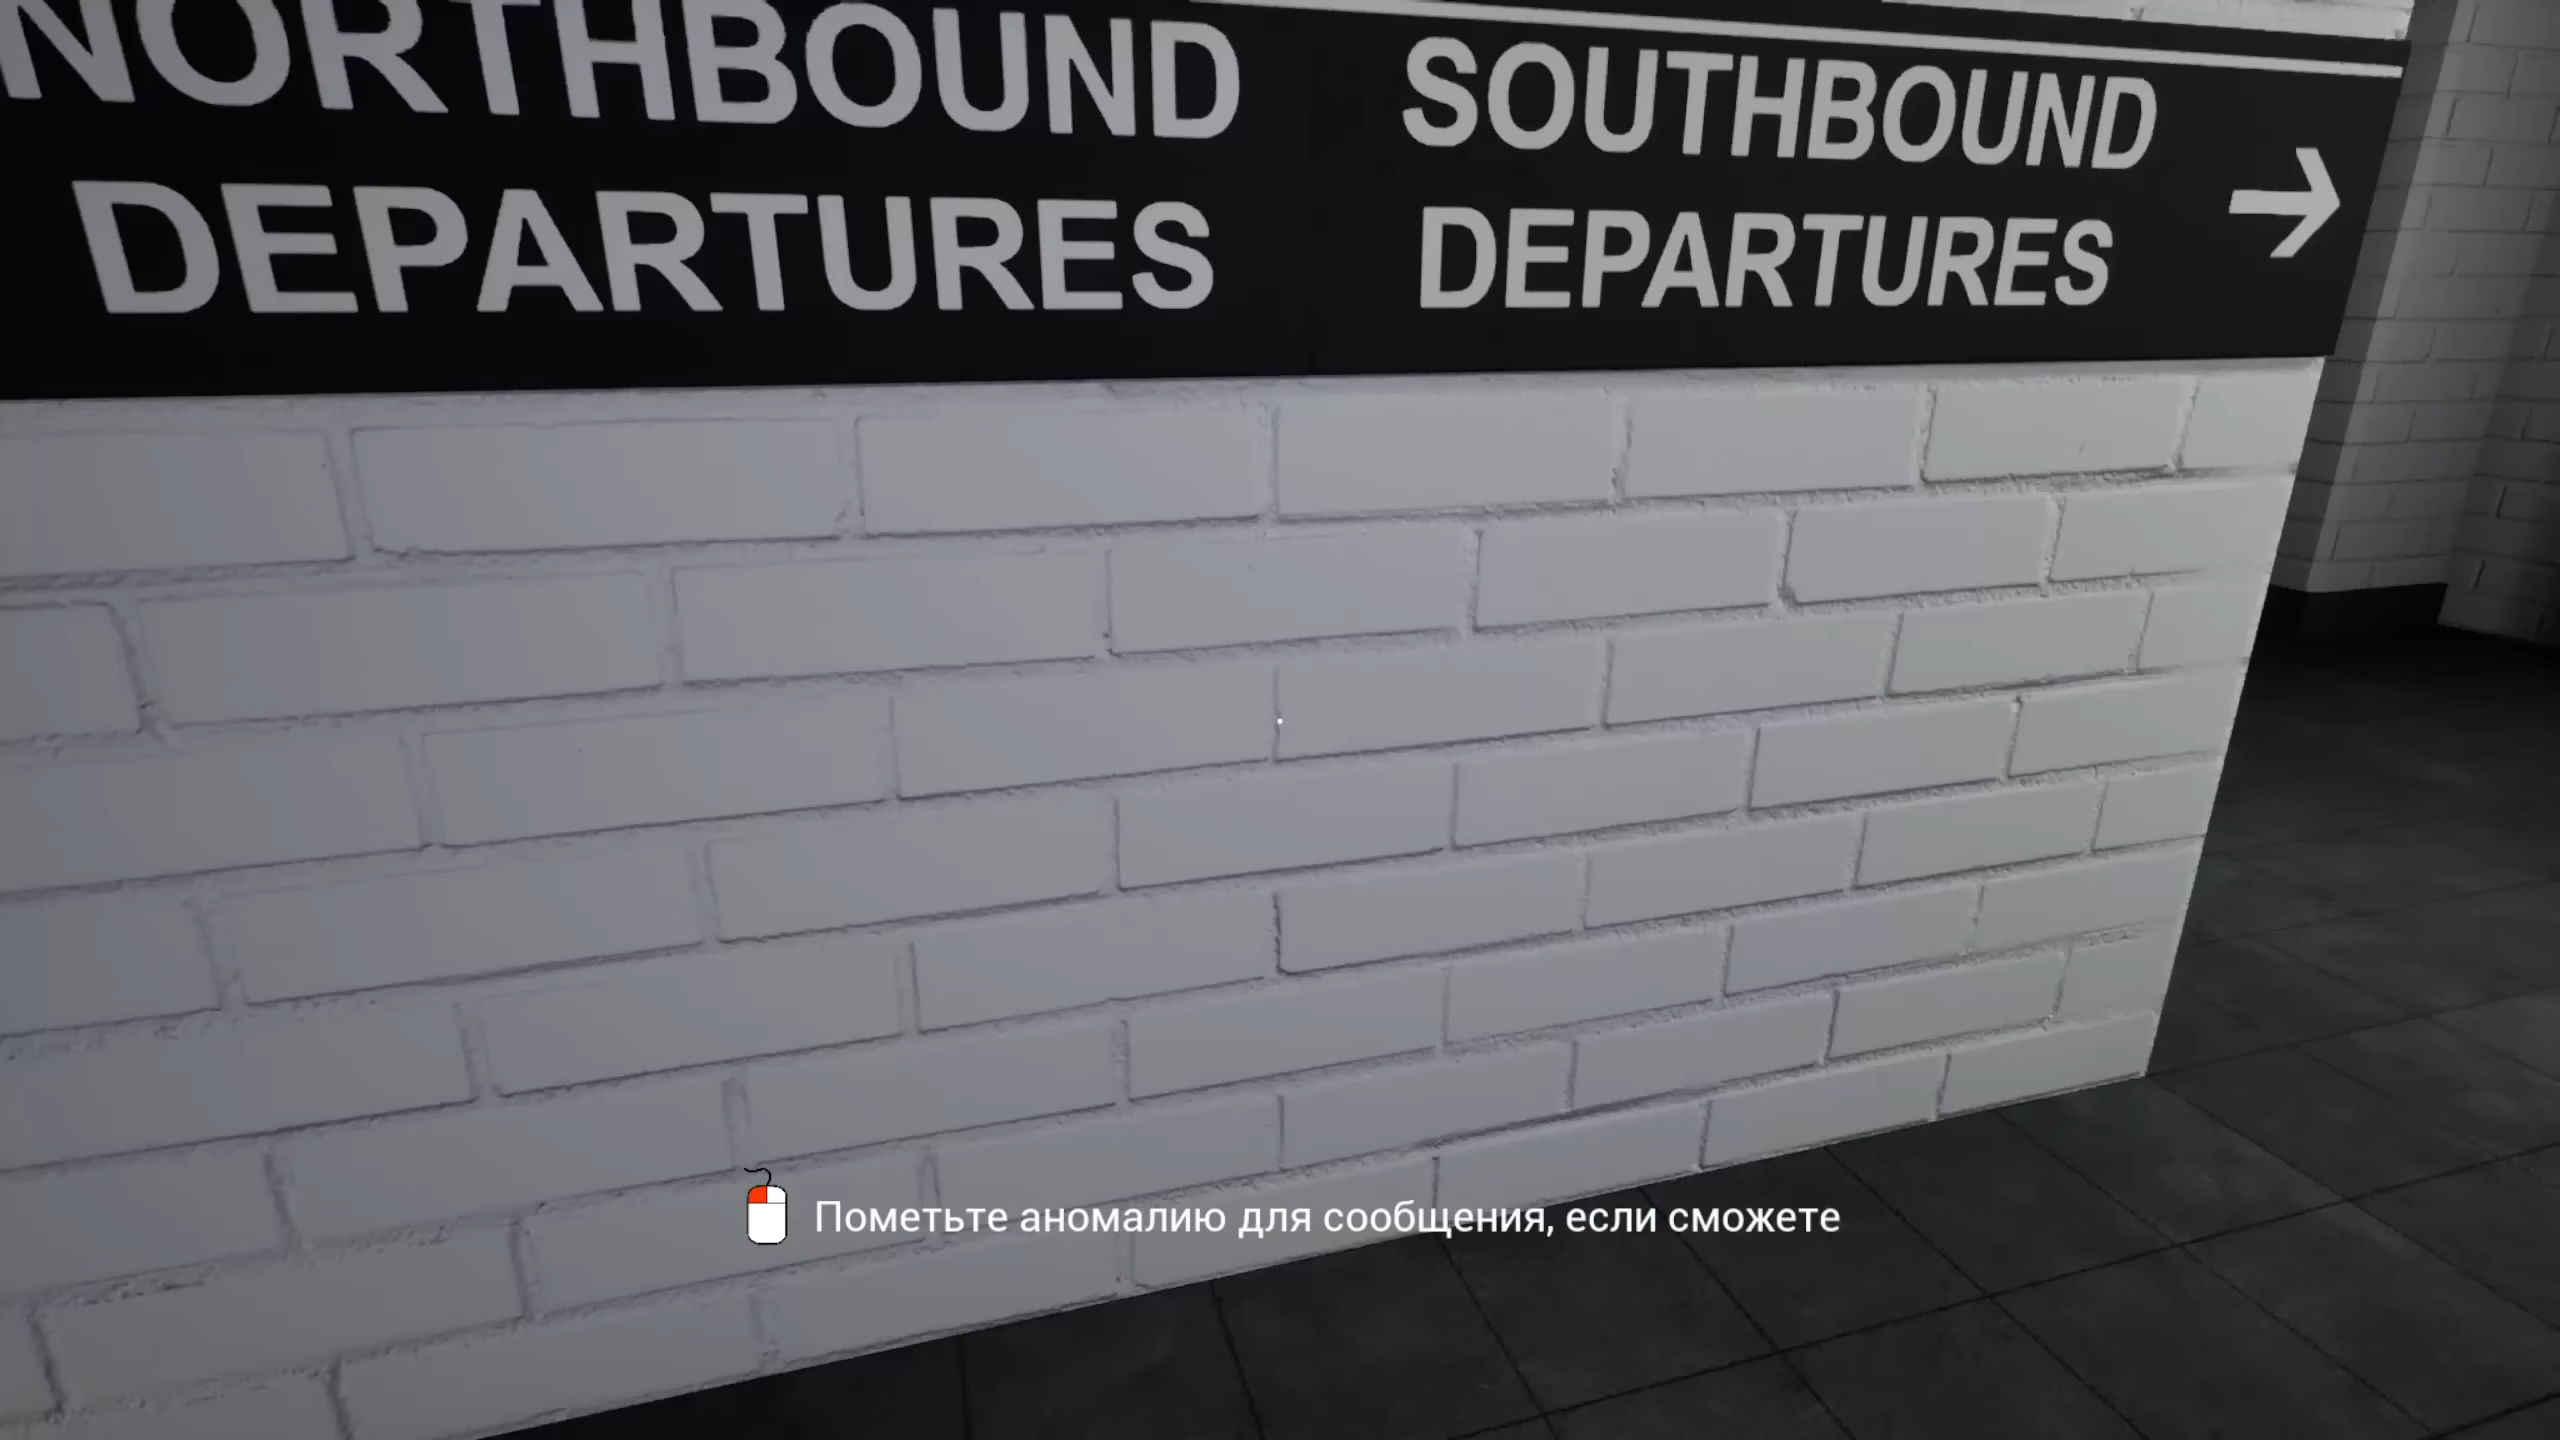 NORTHBOUND
DEPARTURES
SOUTHBOUND
DEPARTURES
Пометьте аномалию для сообщения, если сможете